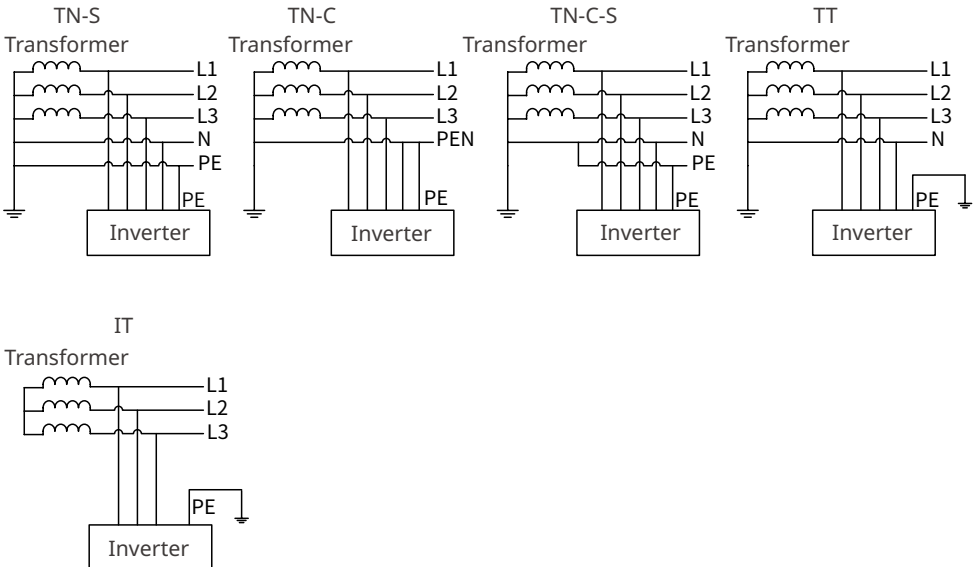 TN-S
Transformer
L1
L2
L3
N
PE
PE
Inverter
TN-C
Transformer
L1
L2
L3
PEN
PE
Inverter
TN-C-S
Transformer
L1
L2
L3
N
PE
PE
Inverter
TT
Transformer
L1
L2
L3
N
PE
Inverter
IT
Transformer
L1
L2
L3
PE
Inverter